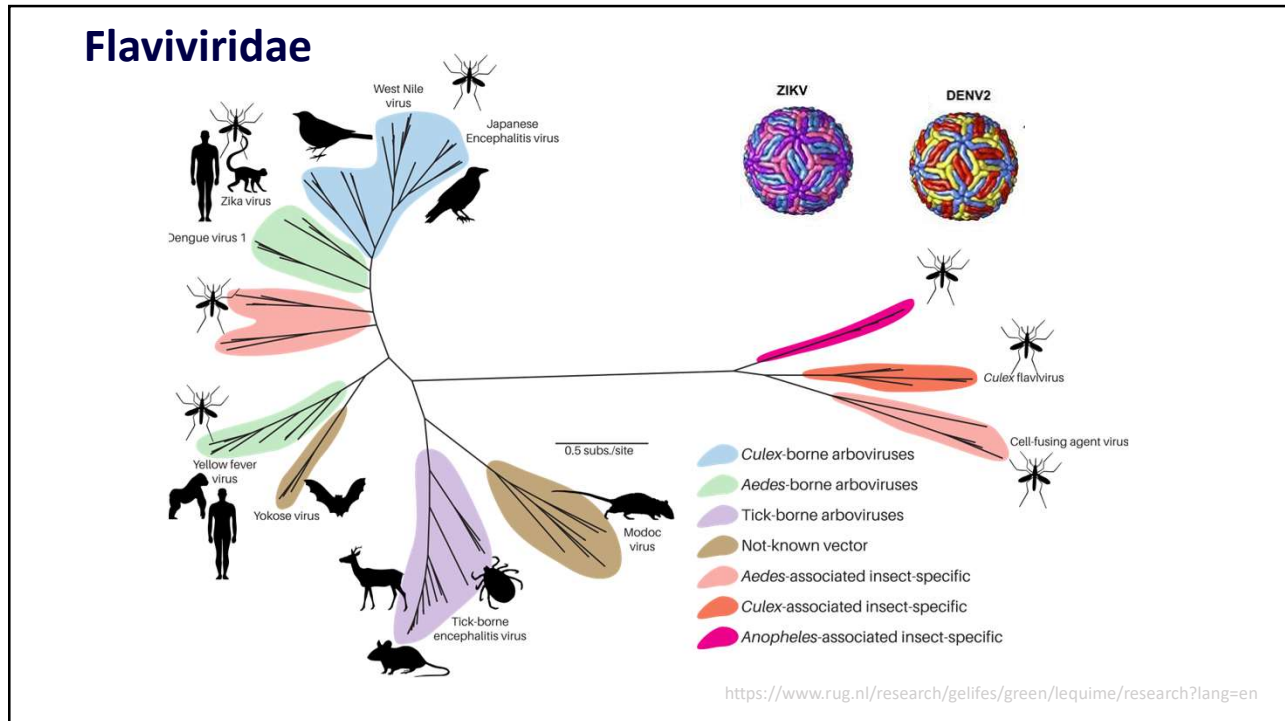 Flaviviridae
West Nile
virus
Japanese
Encephalitis virus
ZIKV
DENV2
Zika virus
Dengue virus 1
Culex flavivirus
Cell-fusing agent virus
0.5 subs./site
Yellow fever
virus
Yokose virus
Modoc
virus
Tick-borne
encephalitis virus
Culex-borne arboviruses
Aedes-borne arboviruses
Tick-borne arboviruses
Not-known vector
Aedes-associated insect-specific
Culex-associated insect-specific
Anopheles-associated insect-specific
https://www.rug.nl/research/gelifes/green/lequime/research?lang=en